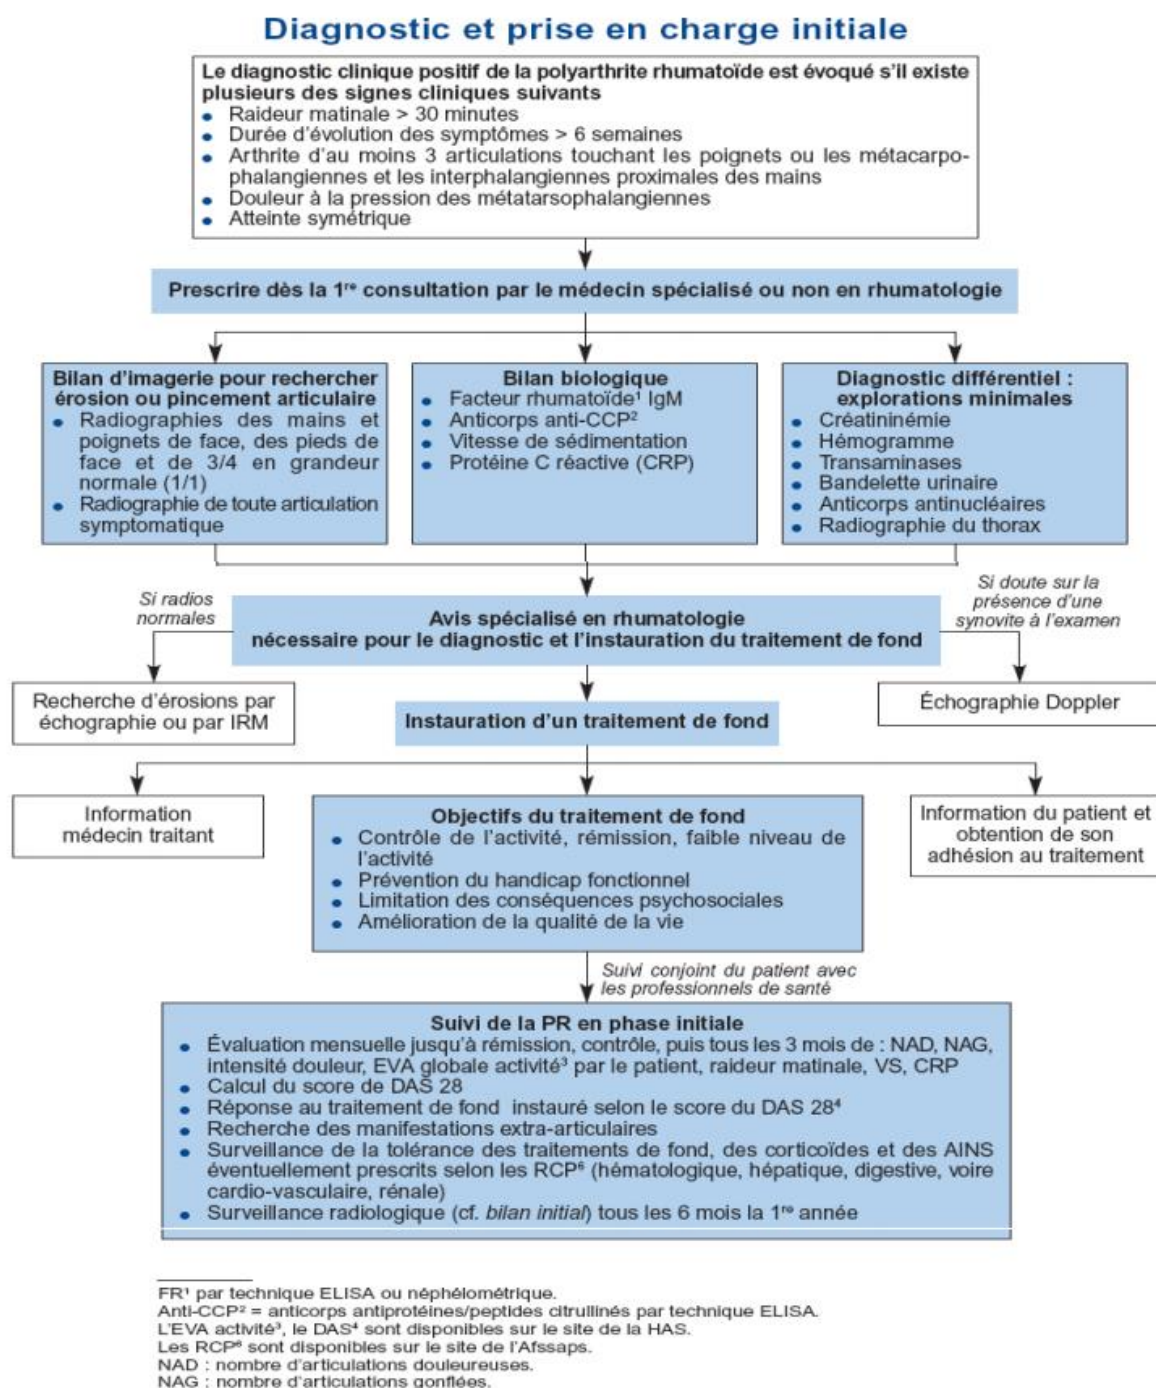 Diagnostic et prise en charge initiale
Le diagnostic clinique positif de la polyarthrite rhumatoïde est évoqué s'il existe
plusieurs des signes cliniques suivants
● Raideur matinale > 30 minutes
● Durée d'évolution des symptômes > 6 semaines
● Arthrite d'au moins 3 articulations touchant les poignets ou les métacarpo-
phalangiennes et les interphalangiennes proximales des mains
● Douleur à la pression des métatarsophalangiennes
● Atteinte symétrique
Prescrire dès la 1re consultation par le médecin spécialisé ou non en rhumatologie
Bilan d'imagerie pour rechercher
érosion ou pincement articulaire
● Radiographies des mains et
poignets de face, des pieds de
face et de 3/4 en grandeur
normale (1/1)
● Radiographie de toute articulation
symptomatique
Bilan biologique
● Facteur rhumatoïde¹ IgM
● Anticorps anti-CCP²
● Vitesse de sédimentation
● Protéine C réactive (CRP)
Diagnostic différentiel :
explorations minimales
● Créatininémie
● Hémogramme
● Transaminases
● Bandelette urinaire
● Anticorps antinucléaires
● Radiographie du thorax
Si radios
normales
Avis spécialisé en rhumatologie
nécessaire pour le diagnostic et l'instauration du traitement de fond
Si doute sur la
présence d'une
synovite à l'examen
Recherche d'érosions par
échographie ou par IRM
Instauration d'un traitement de fond
Échographie Doppler
Information
médecin traitant
Objectifs du traitement de fond
● Contrôle de l'activité, rémission, faible niveau de
l'activité
● Prévention du handicap fonctionnel
● Limitation des conséquences psychosociales
● Amélioration de la qualité de la vie
Information du patient et
obtention de son
adhésion au traitement
Suivi conjoint du patient avec
les professionnels de santé
Suivi de la PR en phase initiale
● Évaluation mensuelle jusqu'à rémission, contrôle, puis tous les 3 mois de : NAD, NAG,
intensité douleur, EVA globale activité³ par le patient, raideur matinale, VS, CRP
● Calcul du score de DAS 28
● Réponse au traitement de fond instauré selon le score du DAS 28⁴
● Recherche des manifestations extra-articulaires
● Surveillance de la tolérance des traitements de fond, des corticoïdes et des AINS
éventuellement prescrits selon les RCP⁶ (hématologique, hépatique, digestive, voire
cardio-vasculaire, rénale)
● Surveillance radiologique (cf. bilan initial) tous les 6 mois la 1re année
FR¹ par technique ELISA ou néphélométrique.
Anti-CCP² = anticorps antiprotéines/peptides citrullinés par technique ELISA.
L'EVA activité³, le DAS⁴ sont disponibles sur le site de la HAS.
Les RCP⁶ sont disponibles sur le site de l'Afssaps.
NAD : nombre d'articulations douleureuses.
NAG : nombre d'articulations gonflées.